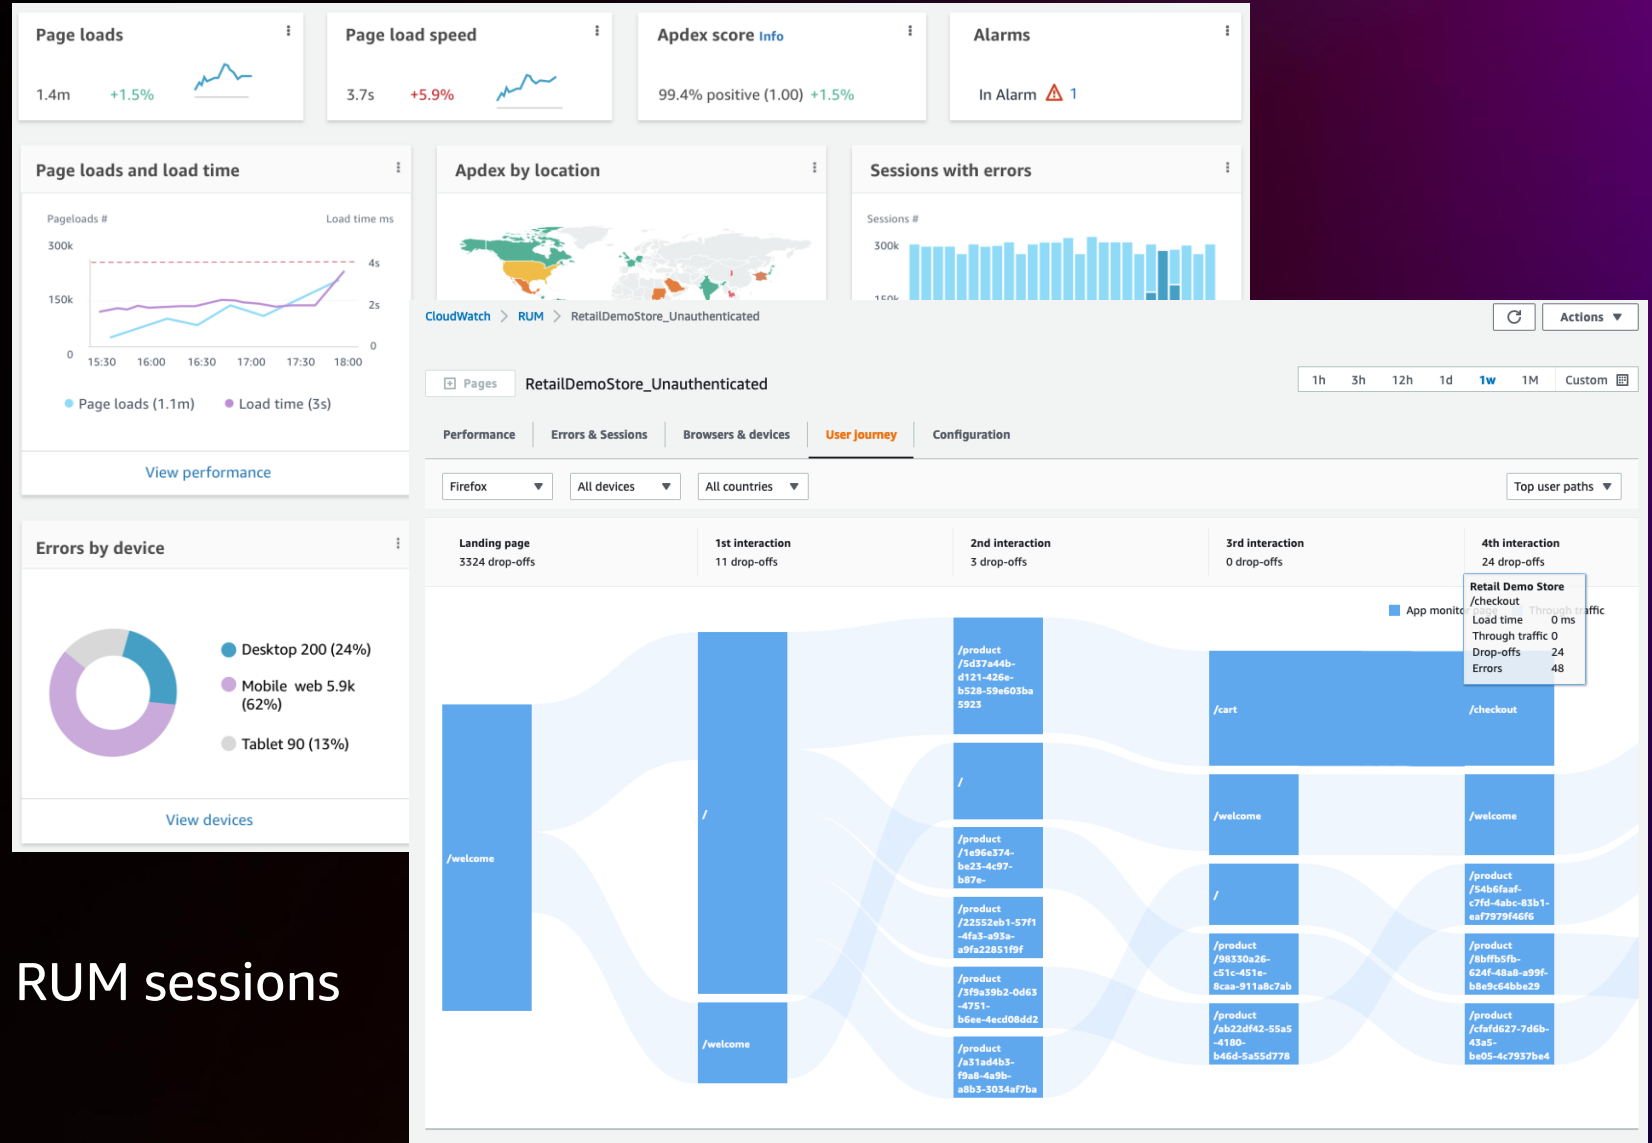 Page loads
1.4m +1.5%
Page load speed
3.7s +5.9%
Apdex score Info
99.4% positive (1.00) +1.5%
Alarms
In Alarm 1
Page loads and load time
Pageloads # Load time ms
300k
150k
0
4s
2s
0
15:30 16:00 16:30 17:00 17:30 18:00
Page loads (1.1m) Load time (3s)
View performance
Apdex by location
Sessions with errors
Sessions #
300k
150k
Errors by device
Desktop 200 (24%)
Mobile web 5.9k
(62%)
Tablet 90 (13%)
View devices
RUM sessions
CloudWatch RUM RetailDemoStore_Unauthenticated
Actions
Pages RetailDemoStore_Unauthenticated
1h 3h 12h 1d 1w 1M Custom
Performance Errors & Sessions Browsers & devices User journey Configuration
Firefox All devices All countries Top user paths
Landing page
3324 drop-offs
1st interaction
11 drop-offs
2nd interaction
3 drop-offs
3rd interaction
0 drop-offs
4th interaction
24 drop-offs
App monitor page Through traffic
Retail Demo Store
/checkout
Load time 0 ms
Through traffic 0
Drop-offs 24
Errors 48
/welcome
/
/welcome
/product
/5d37a44b-
d121-426e-
b528-59e603ba
5923
/
/product
/1e96e374-
be23-4c97-
b87e-
/product
/22552eb1-57f1
-4fa3-a93a-
a9fa22851f9f
/product
/3f9a39b2-0d63
-4751-
b6ee-4ecd08dd2
/product
/a31ad4b3-
f9a8-4a9b-
a8b3-3034af7ba
/cart
/welcome
/
/product
/98330a26-
c51c-451e-
8caa-911a8c7ab
/product
/ab22df42-55a5
-4180-
b46d-5a55d778
/checkout
/welcome
/product
/54b6faaf-
c7fd-4abc-83b1-
eaf7979f46f6
/product
/8bffb5fb-
624f-48a8-a99f-
b8e9c64bbe29
/product
/cfafd627-7d6b-
43a5-
be05-4c7937be4